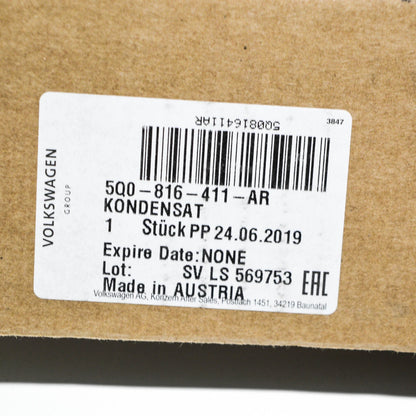 3847
5Q0816411AR
VOLKSWAGEN
GROUP
5Q0-816-411-AR
KONDENSAT
1 Stück PP 24.06.2019
Expire Date:NONE
Lot: SV LS 569753
EAC
Made in AUSTRIA
Volkswagen AG, Konzern After Sales, Postfach 1451, 34219 Baunatal